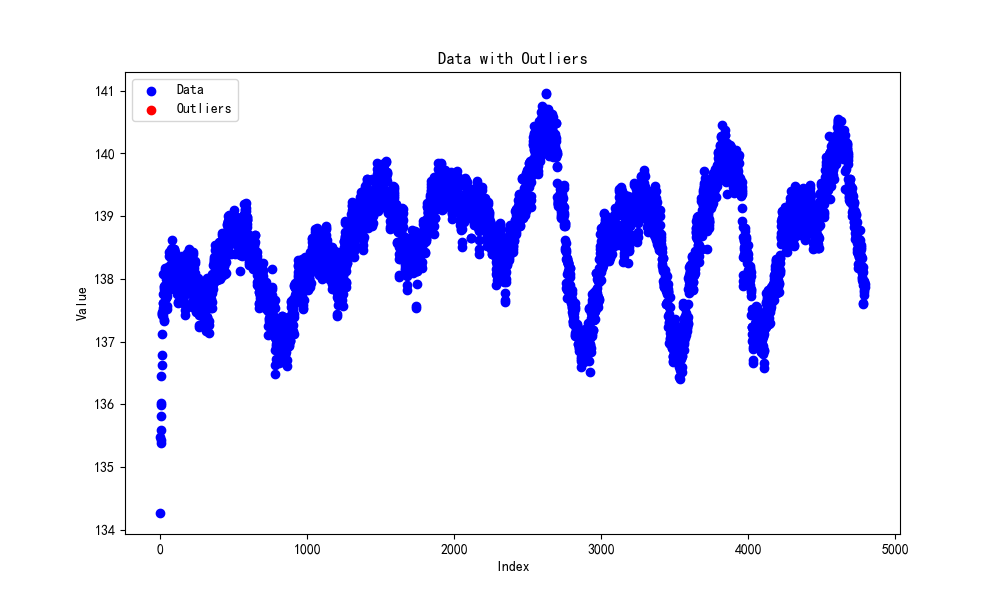 Data with Outliers
Data
Outliers
141
140
139
138
137
136
135
134
Value
0 1000 2000 3000 4000 5000
Index